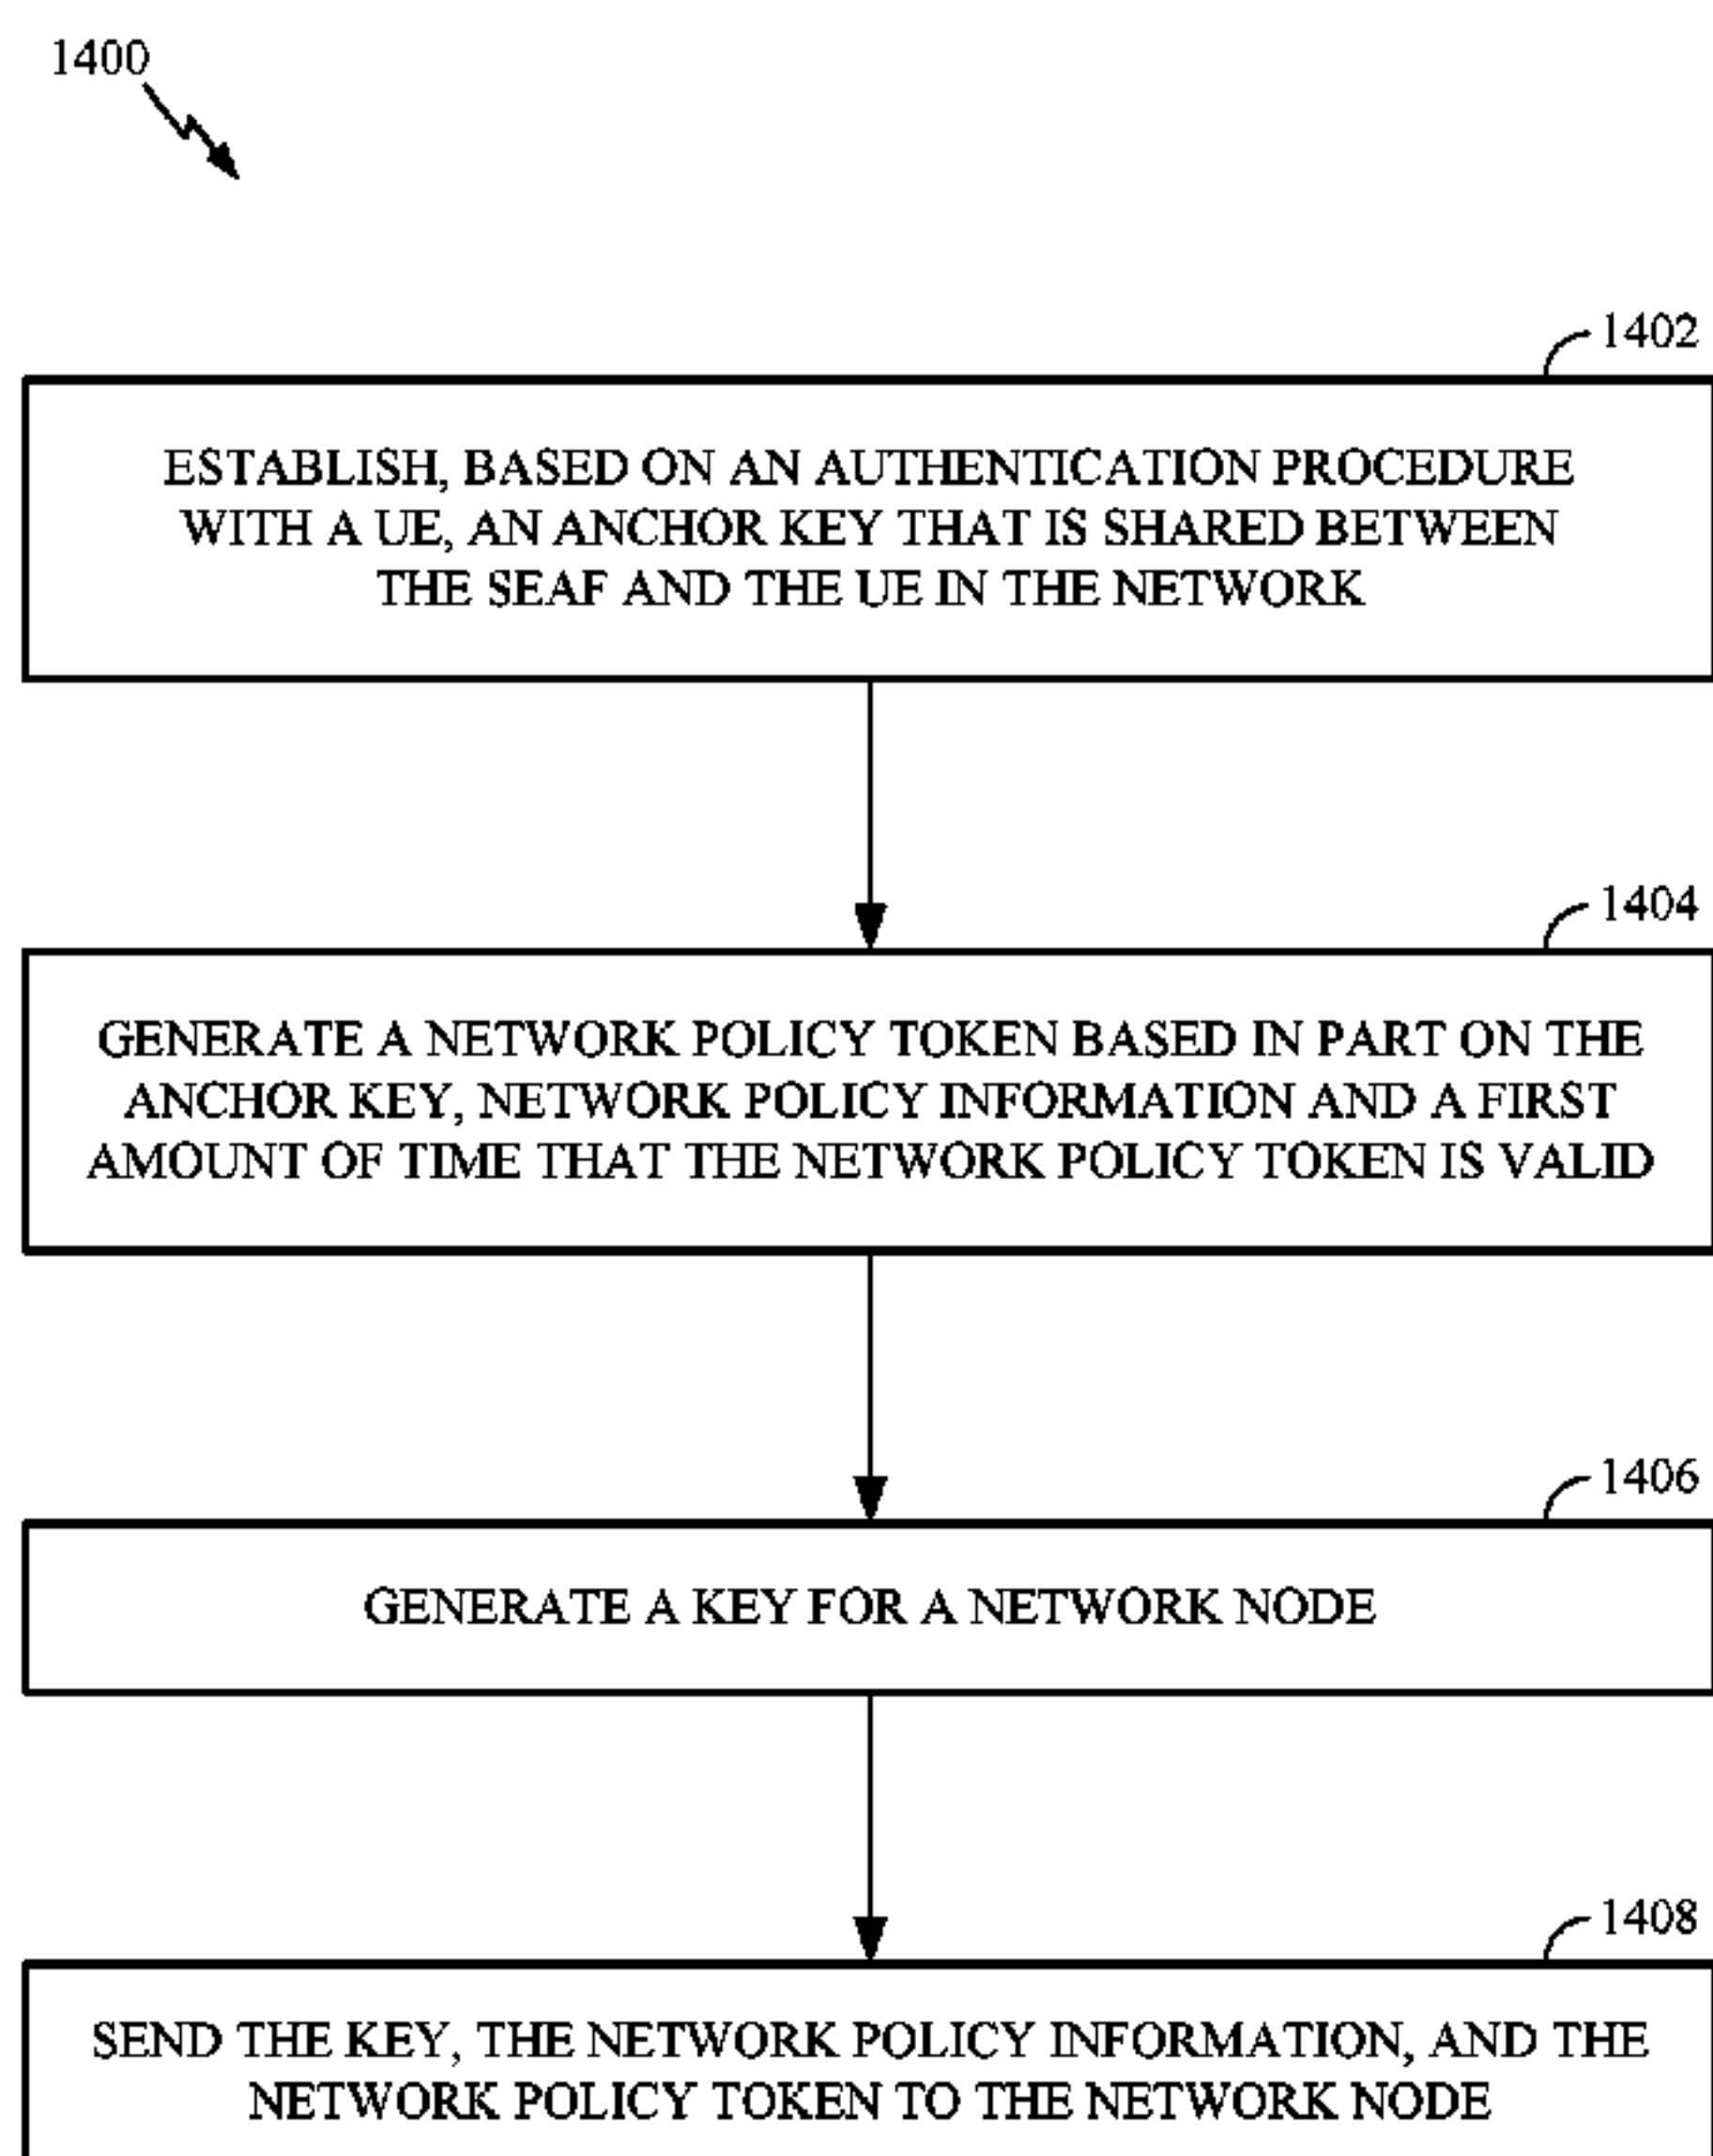 1400
1402
ESTABLISH, BASED ON AN AUTHENTICATION PROCEDURE
WITH A UE, AN ANCHOR KEY THAT IS SHARED BETWEEN
THE SEAF AND THE UE IN THE NETWORK
1404
GENERATE A NETWORK POLICY TOKEN BASED IN PART ON THE
ANCHOR KEY, NETWORK POLICY INFORMATION AND A FIRST
AMOUNT OF TIME THAT THE NETWORK POLICY TOKEN IS VALID
1406
GENERATE A KEY FOR A NETWORK NODE
1408
SEND THE KEY, THE NETWORK POLICY INFORMATION, AND THE
NETWORK POLICY TOKEN TO THE NETWORK NODE